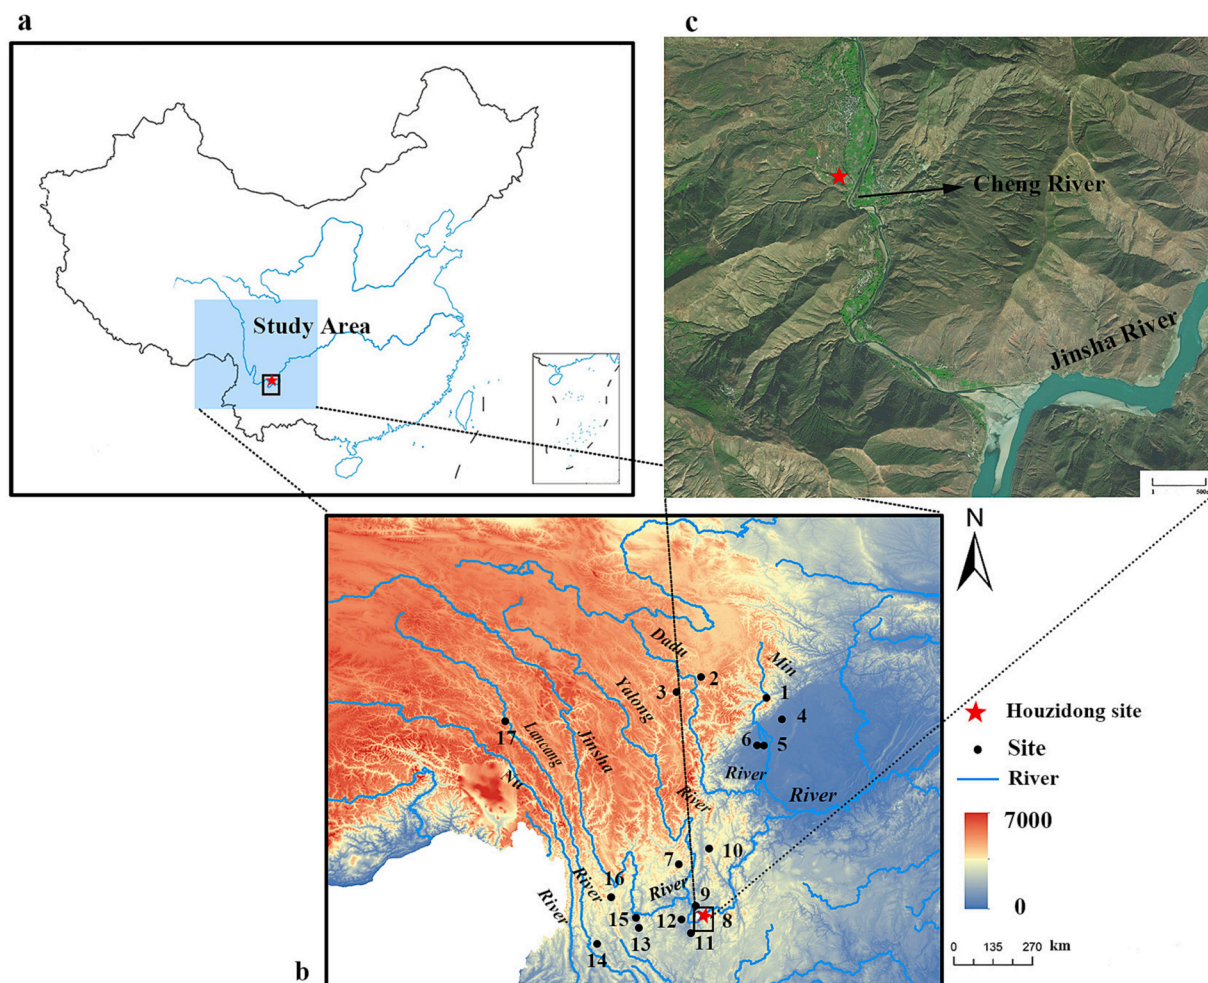 a
c
Study Area
Cheng River
Jinsha River
N
Dadu
Min
2
3
1
Yalong
4
17
Lancang
Jinsha
6
5
Nu
River
River
River
10
7
16
River
River
9
River
15
12
8
13
11
14
b
Houzidong site
Site
River
7000
0
0 135 270 km